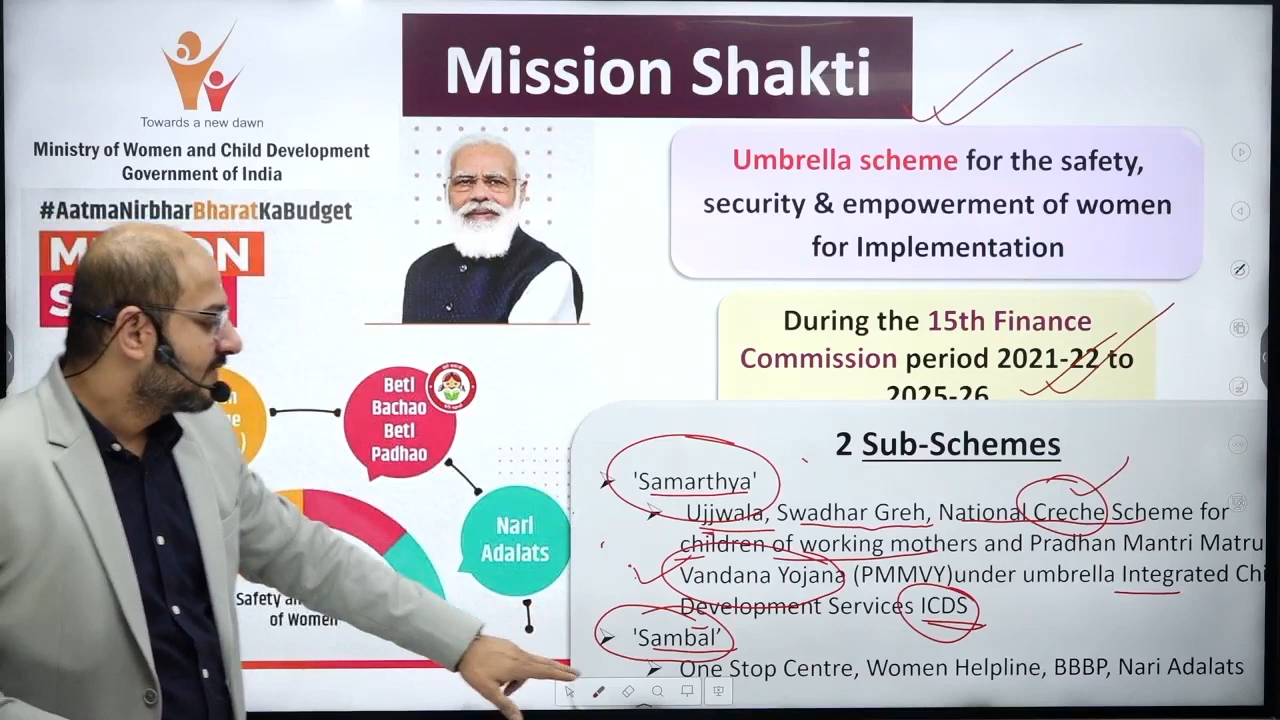 Mission Shakti
Towards a new dawn
Ministry of Women and Child Development
Government of India
#AatmaNirbharBharatKaBudget
Umbrella scheme for the safety,
security & empowerment of women
for Implementation
During the 15th Finance
Commission period 2021-22 to
2025-26
Beti
Bachao
Beti
Padhao
Nari
Adalats
of Women
2 Sub-Schemes
'Samarthya'
Ujjwala, Swadhar Greh, National Creche Scheme for
children of working mothers and Pradhan Mantri Matru
Vandana Yojana (PMMVY)under umbrella Integrated Chi
Development Services ICDS
'Sambal’
One Stop Centre, Women Helpline, BBBP, Nari Adalats